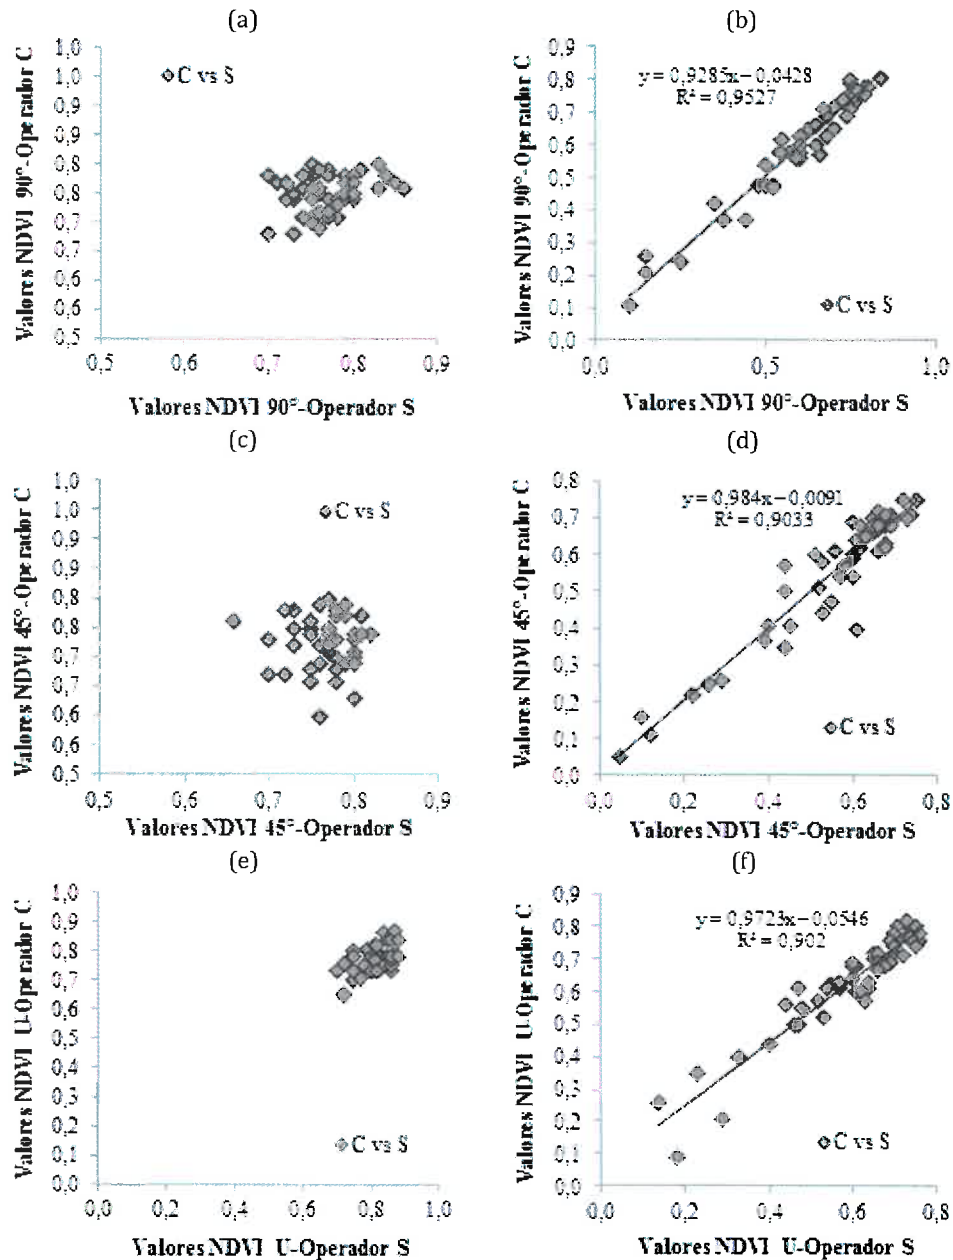 (a)
Valores NDVI 90°-Operador C
1,0
1,0
0,9
0,9
0,8
0,8
0,7
0,7
0,6
0,6
0,5
C vs S
0,5 0,6 0,7 0,8 0,9
Valores NDVI 90°-Operador S
(b)
Valores NDVI 90°-Operador C
0,9
0,8
0,7
0,6
0,5
0,4
0,3
0,2
0,1
0,0
y = 0,9285x − 0,0428
R² = 0,9527
C vs S
0,0 0,5 1,0
Valores NDVI 90°-Operador S
(c)
Valores NDVI 45°-Operador C
1,0
1,0
0,9
0,9
0,8
0,8
0,7
0,7
0,6
0,6
0,5
C vs S
0,5 0,6 0,7 0,8 0,9
Valores NDVI 45°-Operador S
(d)
Valores NDVI 45°-Operador C
0,8
0,7
0,6
0,5
0,4
0,3
0,2
0,1
0,0
y = 0,984x − 0,0091
R² = 0,9033
C vs S
0,0 0,2 0,4 0,6 0,8
Valores NDVI 45°-Operador S
(e)
Valores NDVI U-Operador C
1,0
0,9
0,8
0,7
0,6
0,5
0,4
0,3
0,2
0,1
0,0
C vs S
0,0 0,2 0,4 0,6 0,8 1,0
Valores NDVI U-Operador S
(f)
Valores NDVI U-Operador C
0,9
0,8
0,7
0,6
0,5
0,4
0,3
0,2
0,1
0,0
y = 0,9723x − 0,0546
R² = 0,902
C vs S
0,0 0,2 0,4 0,6 0,8
Valores NDVI U-Operador S